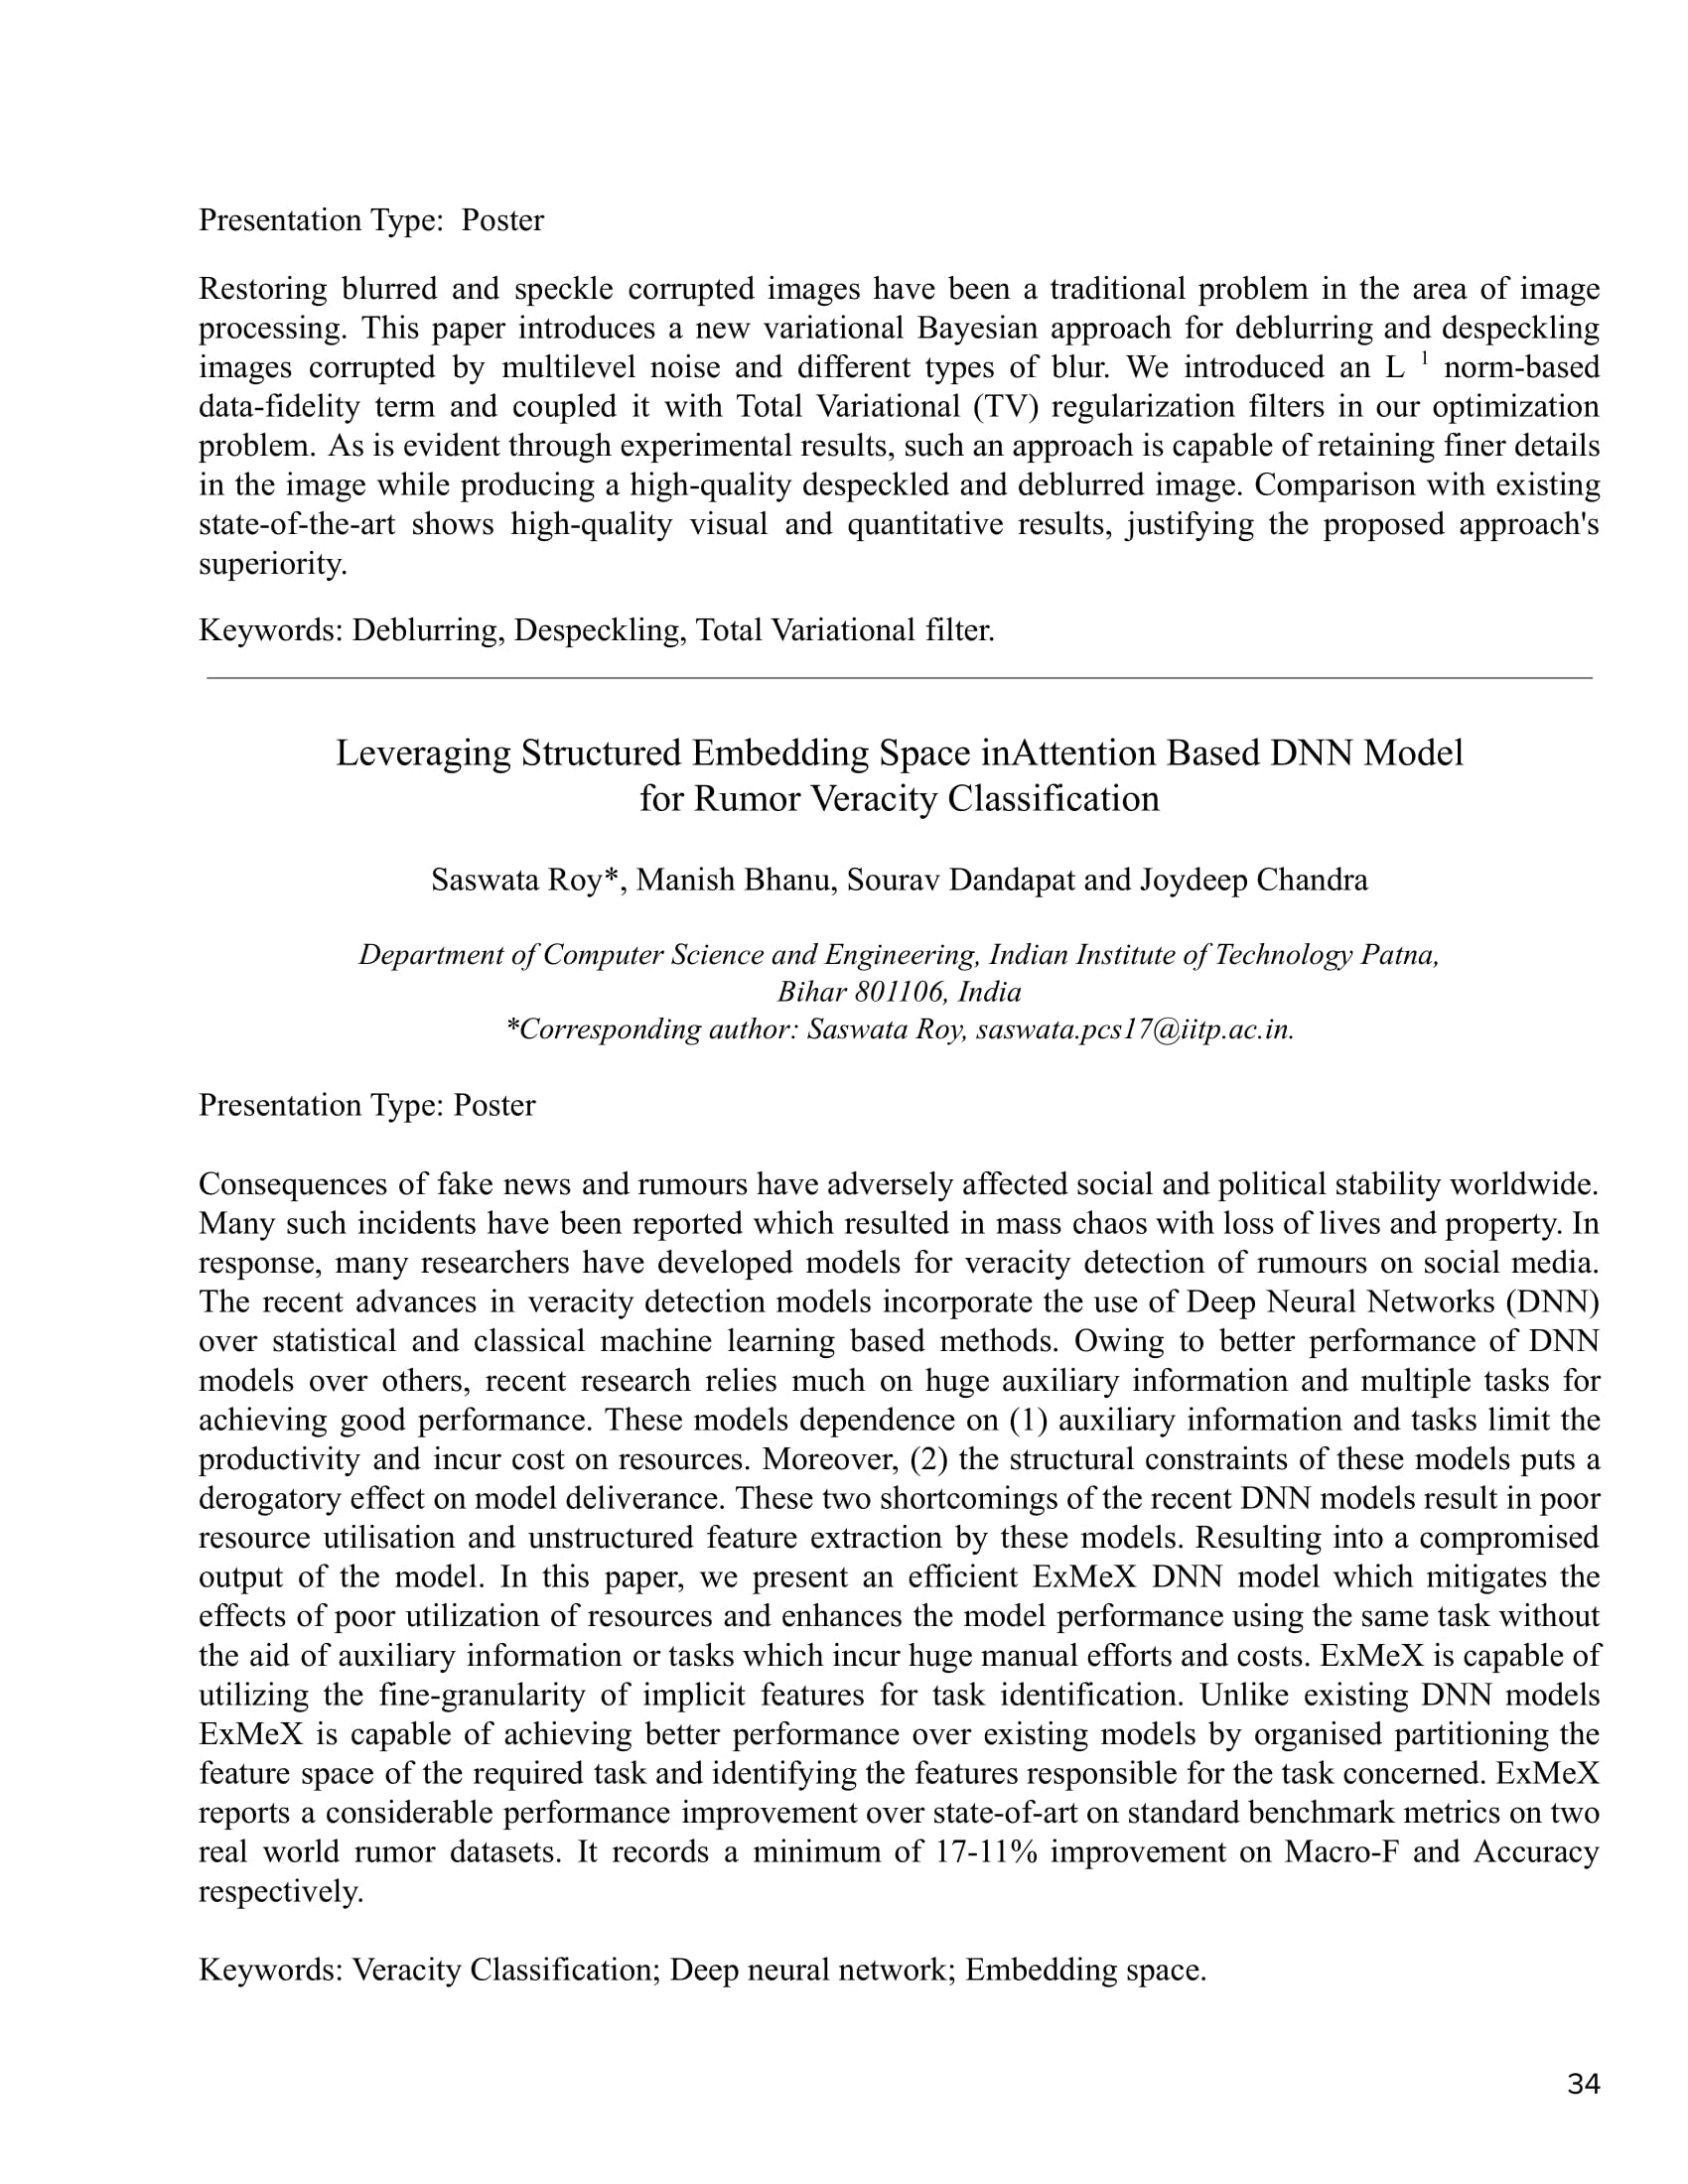 Presentation Type:  Poster
Restoring blurred and speckle corrupted images have been a traditional problem in the area of image
processing. This paper introduces a new variational Bayesian approach for deblurring and despeckling
images corrupted by multilevel noise and different types of blur. We introduced an L ¹ norm-based
data-fidelity term and coupled it with Total Variational (TV) regularization filters in our optimization
problem. As is evident through experimental results, such an approach is capable of retaining finer details
in the image while producing a high-quality despeckled and deblurred image. Comparison with existing
state-of-the-art shows high-quality visual and quantitative results, justifying the proposed approach's
superiority.
Keywords: Deblurring, Despeckling, Total Variational filter.
Leveraging Structured Embedding Space inAttention Based DNN Model
for Rumor Veracity Classification
Saswata Roy*, Manish Bhanu, Sourav Dandapat and Joydeep Chandra
Department of Computer Science and Engineering, Indian Institute of Technology Patna,
Bihar 801106, India
*Corresponding author: Saswata Roy, saswata.pcs17@iitp.ac.in.
Presentation Type: Poster
Consequences of fake news and rumours have adversely affected social and political stability worldwide.
Many such incidents have been reported which resulted in mass chaos with loss of lives and property. In
response, many researchers have developed models for veracity detection of rumours on social media.
The recent advances in veracity detection models incorporate the use of Deep Neural Networks (DNN)
over statistical and classical machine learning based methods. Owing to better performance of DNN
models over others, recent research relies much on huge auxiliary information and multiple tasks for
achieving good performance. These models dependence on (1) auxiliary information and tasks limit the
productivity and incur cost on resources. Moreover, (2) the structural constraints of these models puts a
derogatory effect on model deliverance. These two shortcomings of the recent DNN models result in poor
resource utilisation and unstructured feature extraction by these models. Resulting into a compromised
output of the model. In this paper, we present an efficient ExMeX DNN model which mitigates the
effects of poor utilization of resources and enhances the model performance using the same task without
the aid of auxiliary information or tasks which incur huge manual efforts and costs. ExMeX is capable of
utilizing the fine-granularity of implicit features for task identification. Unlike existing DNN models
ExMeX is capable of achieving better performance over existing models by organised partitioning the
feature space of the required task and identifying the features responsible for the task concerned. ExMeX
reports a considerable performance improvement over state-of-art on standard benchmark metrics on two
real world rumor datasets. It records a minimum of 17-11% improvement on Macro-F and Accuracy
respectively.
Keywords: Veracity Classification; Deep neural network; Embedding space.
34